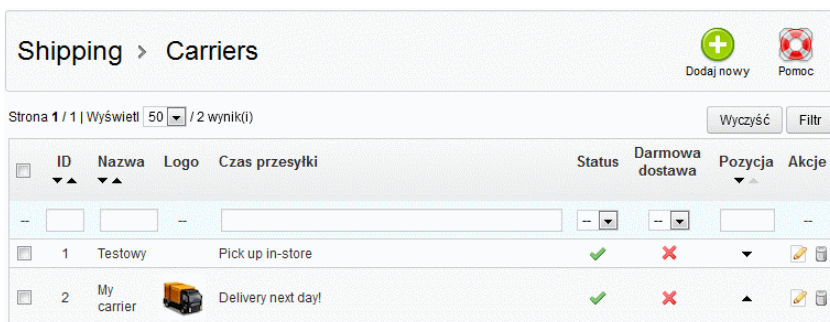 Shipping > Carriers
Dodaj nowy
Pomoc
Strona 1 / 1 | Wyświetl 50 / 2 wynik(i)
Wyczyść
Filtr
ID Nazwa Logo Czas przesyłki Status Darmowa dostawa Pozycja Akcje
-- -- -- -- --
1 Testowy Pick up in-store
2 My carrier Delivery next day!